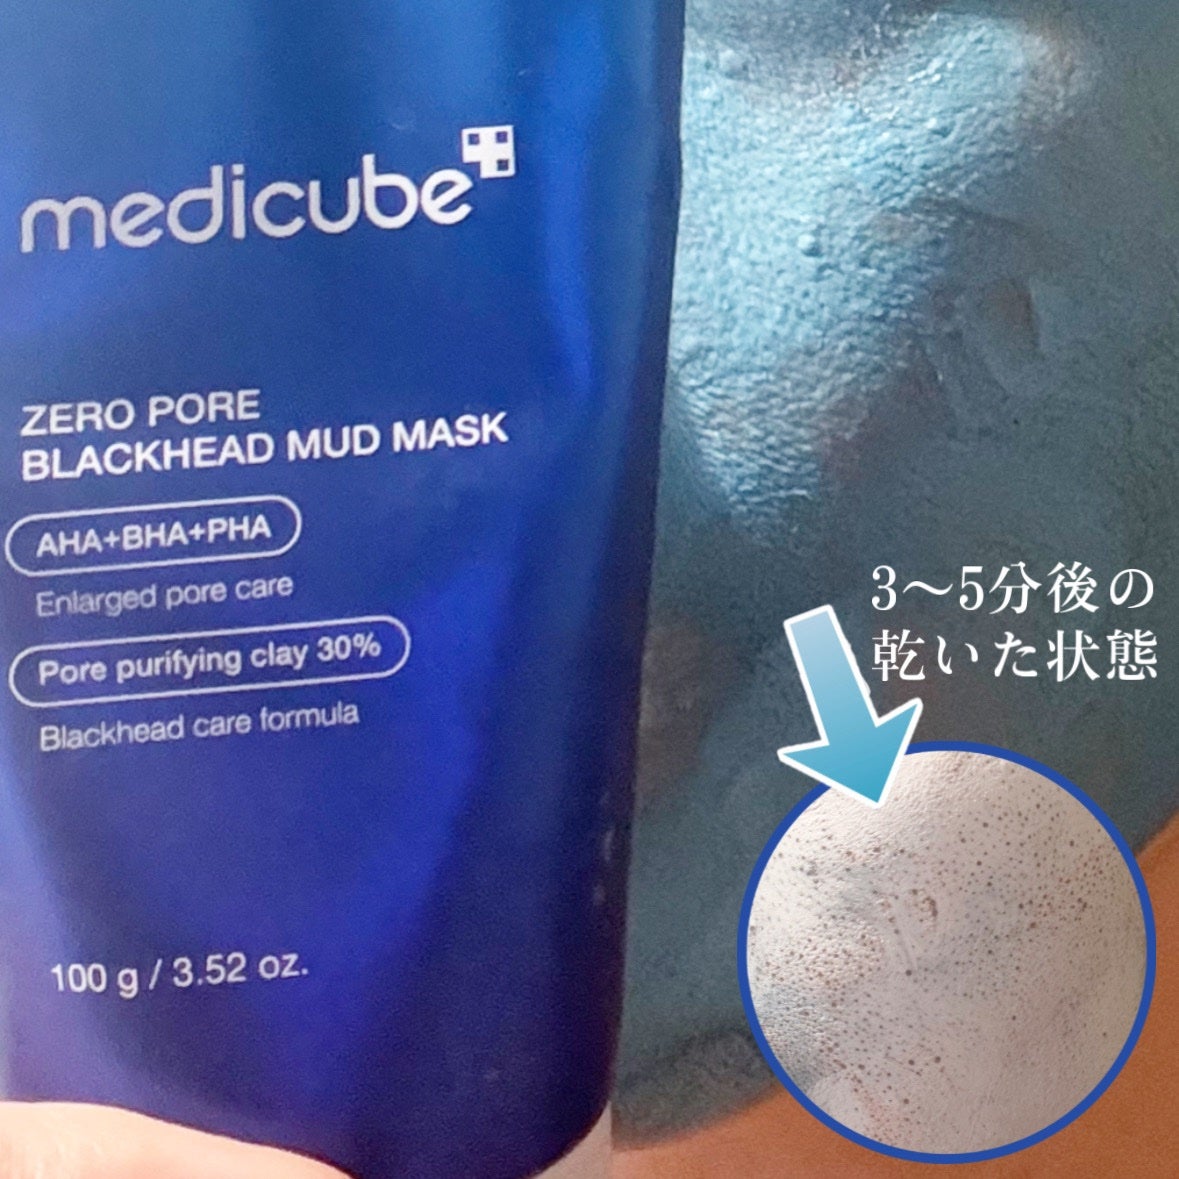 medicube
ZERO PORE
BLACKHEAD MUD MASK
AHA+BHA+PHA
Enlarged pore care
Pore purifying clay 30%
Blackhead care formula
100 g / 3.52 oz.
3〜5分後の
乾いた状態